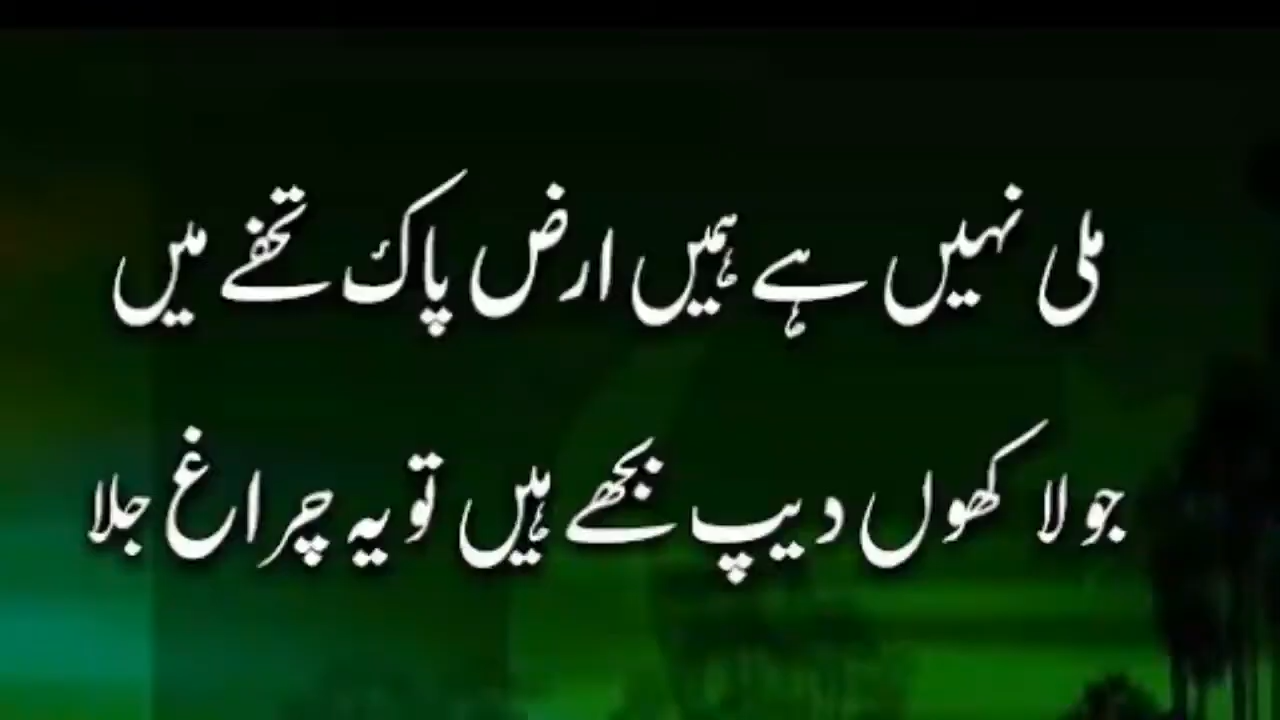 ملی نہیں ہے ہمیں ارض پاک تحفے میں
جو لاکھوں دیپ بجھے ہیں تو یہ چراغ جلا